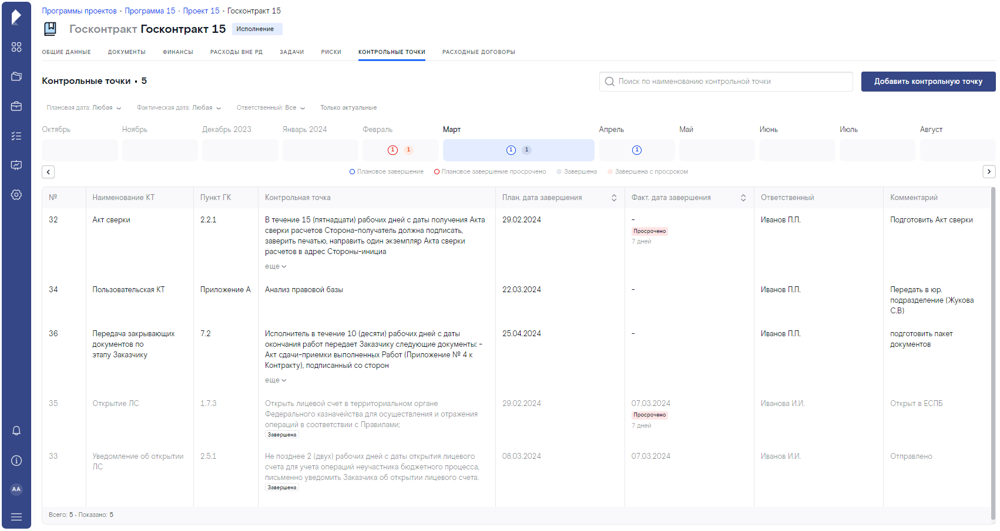 Программы проектов • Программа 15 • Проект 15 • Госконтракт 15
Госконтракт Госконтракт 15 Исполнение
ОБЩИЕ ДАННЫЕ ДОКУМЕНТЫ ФИНАНСЫ РАСХОДЫ ВНЕ РД ЗАДАЧИ РИСКИ КОНТРОЛЬНЫЕ ТОЧКИ РАСХОДНЫЕ ДОГОВОРЫ
Контрольные точки • 5
Поиск по наименованию контрольной точки
Добавить контрольную точку
Плановая дата: Любая Фактическая дата: Любая Ответственный: Все Только актуальные
Октябрь Ноябрь Декабрь 2023 Январь 2024 Февраль Март Апрель Май Июнь Июль Август
1 1 1 1 1
Плановое завершение Плановое завершение просрочено Завершена Завершена с просроком
№ Наименование КТ Пункт ГК Контрольная точка План. дата завершения Факт. дата завершения Ответственный Комментарий
32
Акт сверки
2.2.1
В течение 15 (пятнадцати) рабочих дней с даты получения Акта
сверки расчетов Сторона-получатель должна подписать,
заверить печатью, направить один экземпляр Акта сверки
расчетов в адрес Стороны-инициа
еще
29.02.2024
-
Просрочено
7 дней
Иванов П.П.
Подготовить Акт сверки
34
Пользовательская КТ
Приложение А
Анализ правовой базы
22.03.2024
-
Иванов П.П.
Передать в юр.
подразделение (Жукова
С.В)
36
Передача закрывающих
документов по
этапу Заказчику
7.2
Исполнитель в течение 10 (десяти) рабочих дней с даты
окончания работ передает Заказчику следующие документы: -
Акт сдачи-приемки выполненных Работ (Приложение № 4 к
Контракту), подписанный со сторон
еще
25.04.2024
-
Иванов П.П.
подготовить пакет
документов
35
Открытие ЛС
1.7.3
Открыть лицевой счет в территориальном органе
Федерального казначейства для осуществления и отражения
операций в соответствии с Правилами;
Завершена
29.02.2024
07.03.2024
Просрочено
7 дней
Иванова И.И.
Открыт в ЕСПБ
33
Уведомление об открытии
ЛС
2.5.1
Не позднее 2 (двух) рабочих дней с даты открытия лицевого
счета для учета операций неучастника бюджетного процесса,
письменно уведомить Заказчика об открытии лицевого счета.
Завершена
08.03.2024
07.03.2024
Иванов И.И.
Отправлено
AA
Всего: 5 - Показано: 5